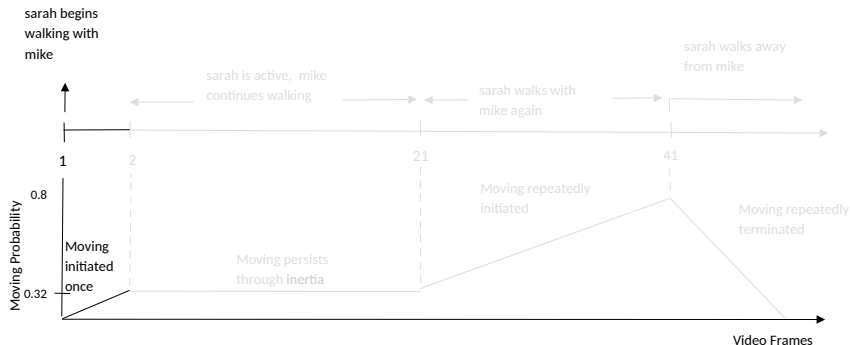 sarah begins
walking with
mike
sarah is active, mike
continues walking
sarah walks with
mike again
sarah walks away
from mike
1
2
21
41
Moving Probability
0.8
0.32
Moving
initiated
once
Moving persists
through inertia
Moving repeatedly
initiated
Moving repeatedly
terminated
Video Frames